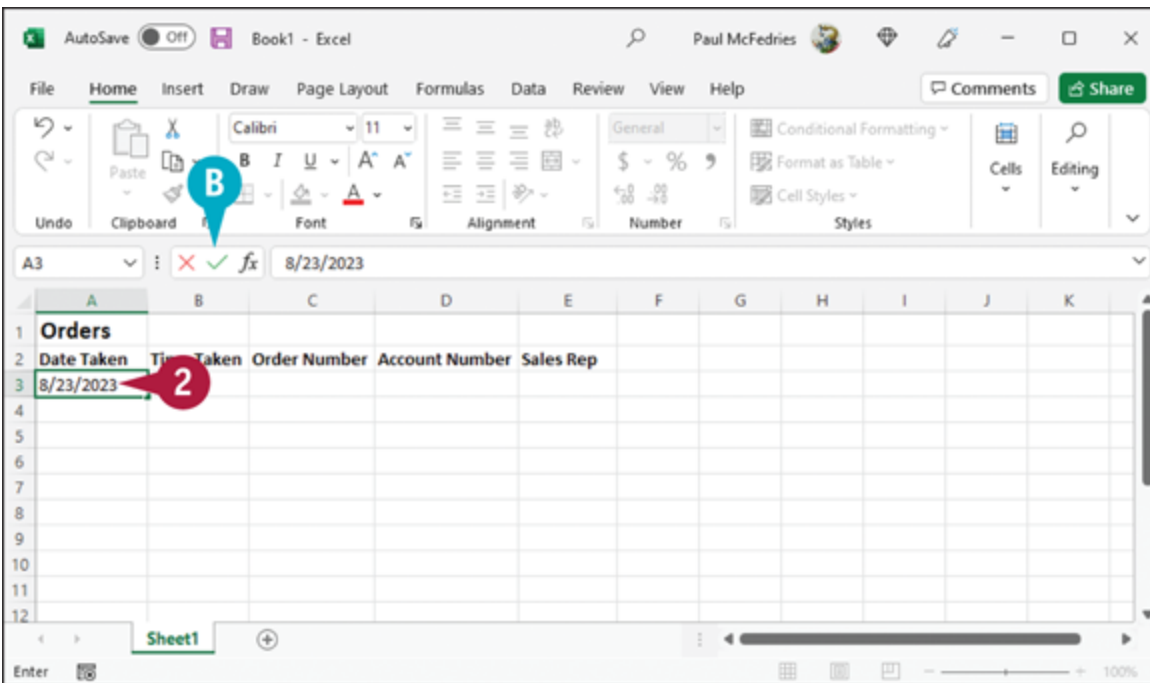 AutoSave Off Book1 - Excel Paul McFedries
File Home Insert Draw Page Layout Formulas Data Review View Help Comments Share
Calibri 11 General Conditional Formatting
Paste B I U A A $ % 9 Format as Table Cells Editing
B A Cell Styles
Undo Clipboard Font Alignment Number Styles
A3 fx 8/23/2023
A B C D E F G H I J K
1 Orders
2 Date Taken Time Taken Order Number Account Number Sales Rep
3 8/23/2023 2
4
5
6
7
8
9
10
11
12
Sheet1
Enter 100%